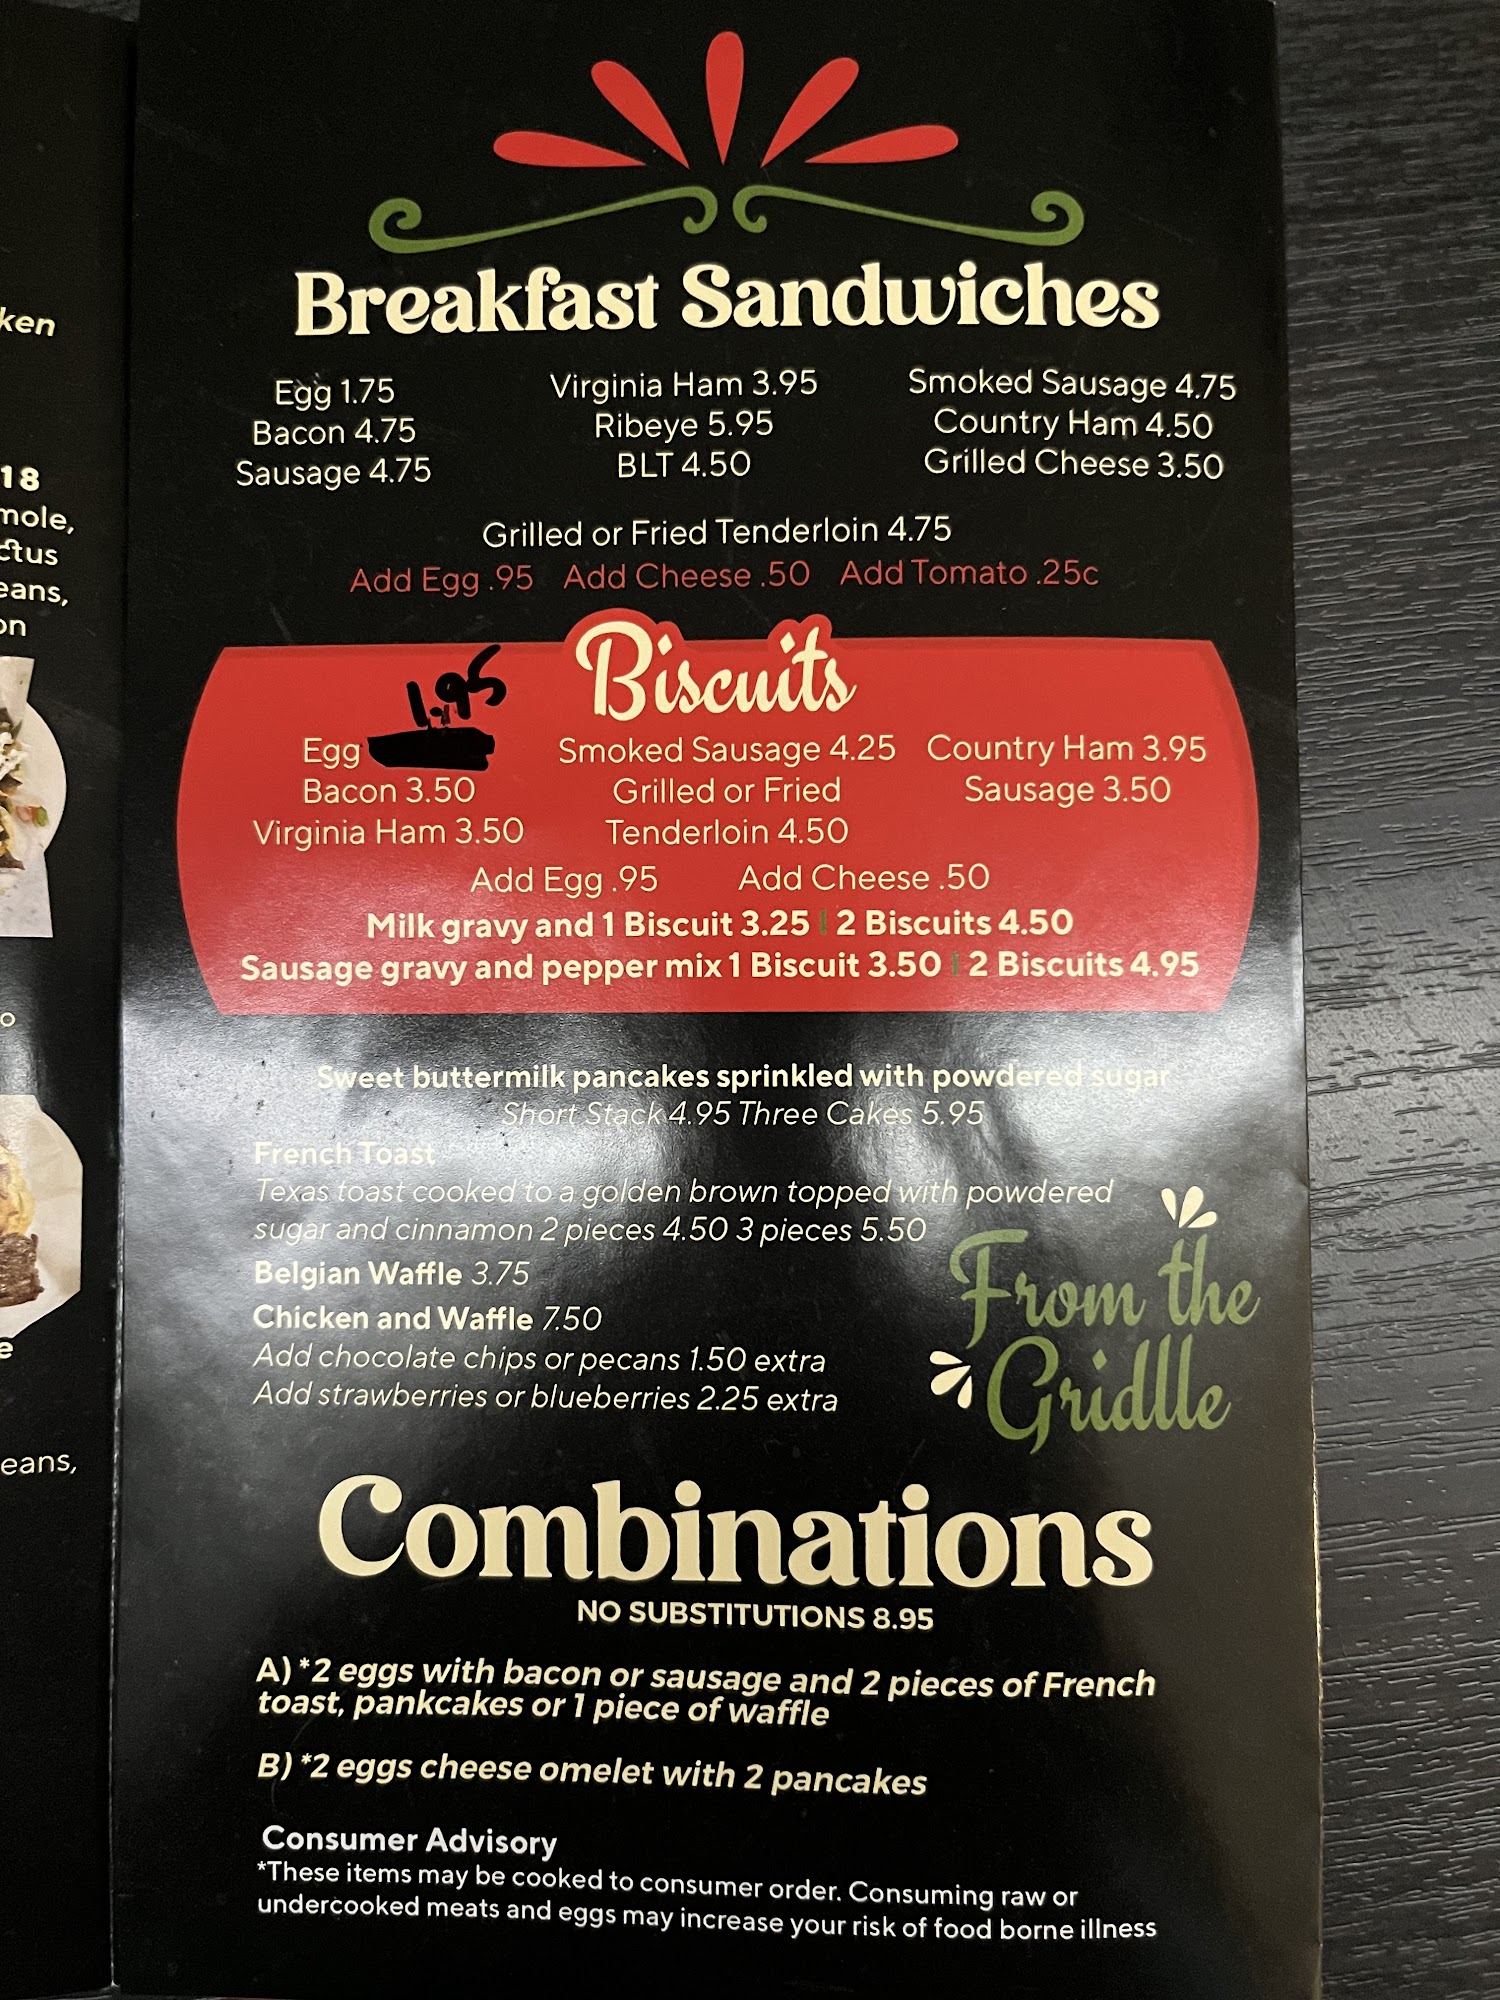 ken
18
mole,
ctus
eans,
on
o
e
eans,
Breakfast Sandwiches
Egg 1.75
Bacon 4.75
Sausage 4.75
Virginia Ham 3.95
Ribeye 5.95
BLT 4.50
Smoked Sausage 4.75
Country Ham 4.50
Grilled Cheese 3.50
Grilled or Fried Tenderloin 4.75
Add Egg .95 Add Cheese .50 Add Tomato .25c
Biscuits
Egg 1.95
Bacon 3.50
Virginia Ham 3.50
Smoked Sausage 4.25
Grilled or Fried
Tenderloin 4.50
Country Ham 3.95
Sausage 3.50
Add Egg .95 Add Cheese .50
Milk gravy and 1 Biscuit 3.25 | 2 Biscuits 4.50
Sausage gravy and pepper mix 1 Biscuit 3.50 | 2 Biscuits 4.95
Sweet buttermilk pancakes sprinkled with powdered sugar
Short Stack 4.95 Three Cakes 5.95
French Toast
Texas toast cooked to a golden brown topped with powdered
sugar and cinnamon 2 pieces 4.50 3 pieces 5.50
Belgian Waffle 3.75
Chicken and Waffle 7.50
Add chocolate chips or pecans 1.50 extra
Add strawberries or blueberries 2.25 extra
From the
Gridlle
Combinations
NO SUBSTITUTIONS 8.95
A) *2 eggs with bacon or sausage and 2 pieces of French
toast, pankcakes or 1 piece of waffle
B) *2 eggs cheese omelet with 2 pancakes
Consumer Advisory
*These items may be cooked to consumer order. Consuming raw or
undercooked meats and eggs may increase your risk of food borne illness